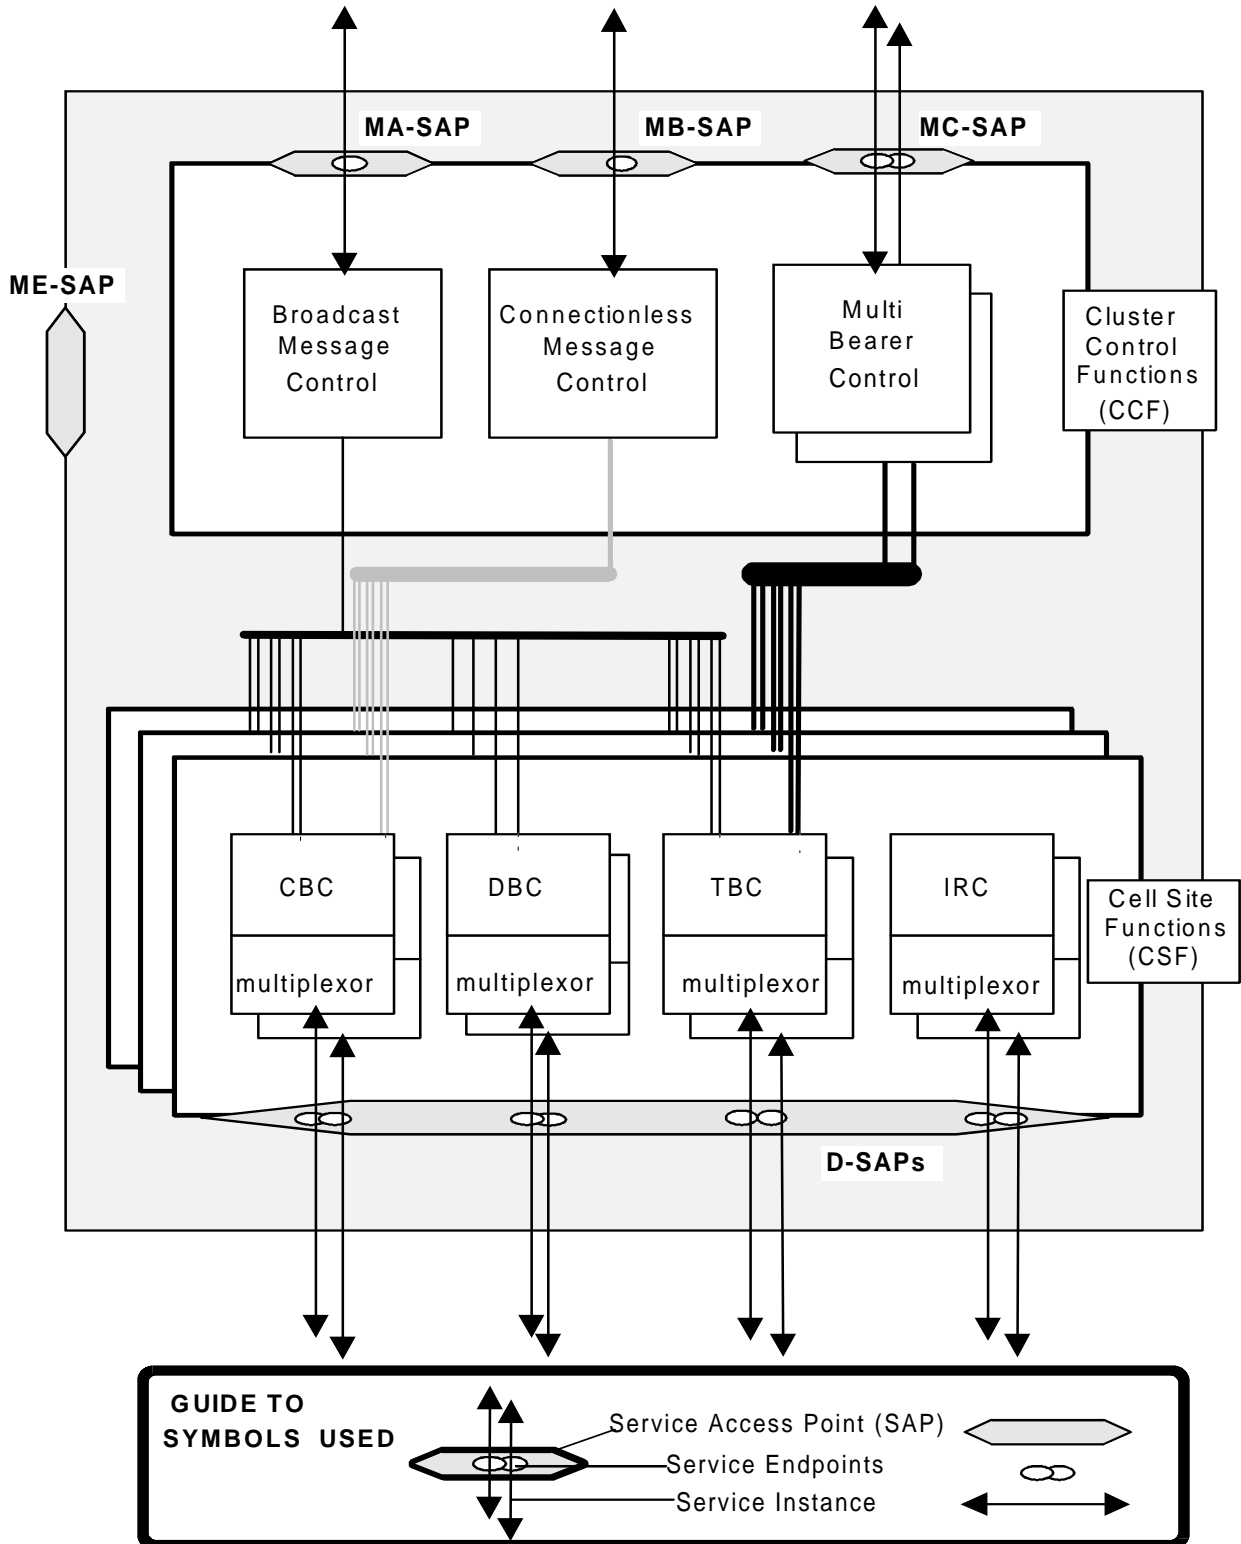 MA-SAP
MB-SAP
MC-SAP
ME-SAP
Broadcast
Message
Control
Connectionless
Message
Control
Multi
Bearer
Control
Cluster
Control
Functions
(CCF)
CBC
multiplexor
DBC
multiplexor
TBC
multiplexor
IRC
multiplexor
Cell Site
Functions
(CSF)
D-SAPs
GUIDE TO
SYMBOLS USED
Service Access Point (SAP)
Service Endpoints
Service Instance